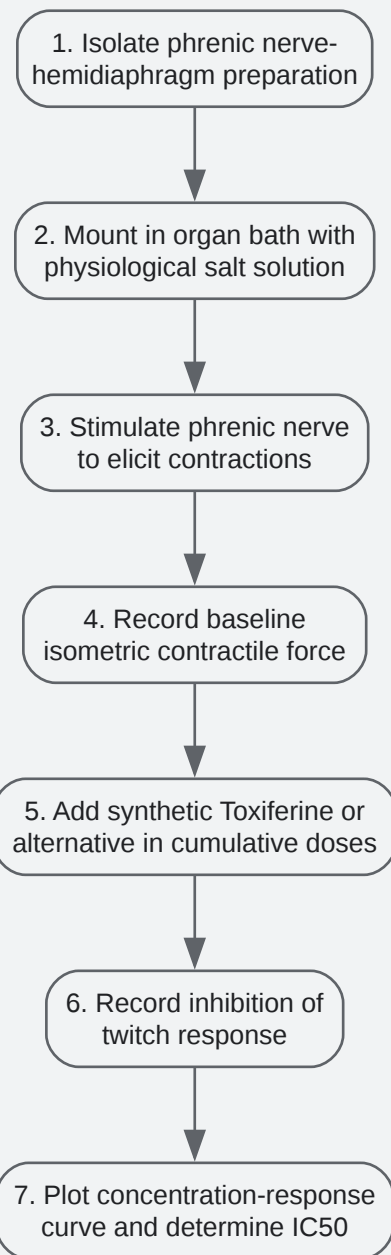 1. Isolate phrenic nerve-
hemidiaphragm preparation
2. Mount in organ bath with
physiological salt solution
3. Stimulate phrenic nerve
to elicit contractions
4. Record baseline
isometric contractile force
5. Add synthetic Toxiferine or
alternative in cumulative doses
6. Record inhibition of
twitch response
7. Plot concentration-response
curve and determine IC50